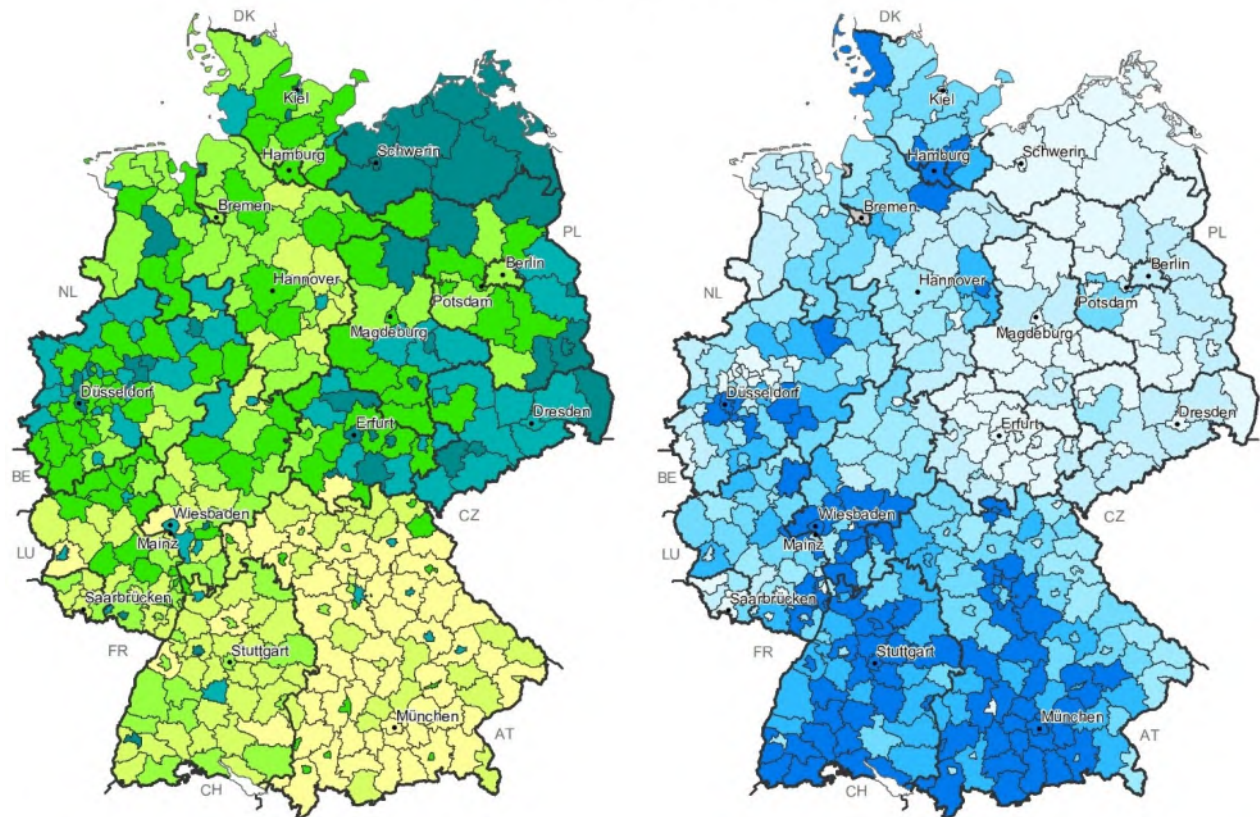 DK
Kiel
Hamburg
Schwerin
Bremen
PL
Berlin
Hannover
Potsdam
NL
Magdeburg
Düsseldorf
Erfurt
Dresden
BE
CZ
Wiesbaden
LU
Mainz
Saarbrücken
FR
Stuttgart
München
AT
CH
DK
Kiel
Hamburg
Schwerin
Bremen
PL
Berlin
Hannover
Potsdam
NL
Magdeburg
Düsseldorf
Erfurt
Dresden
BE
CZ
Wiesbaden
LU
Mainz
Saarbrücken
FR
Stuttgart
München
AT
CH